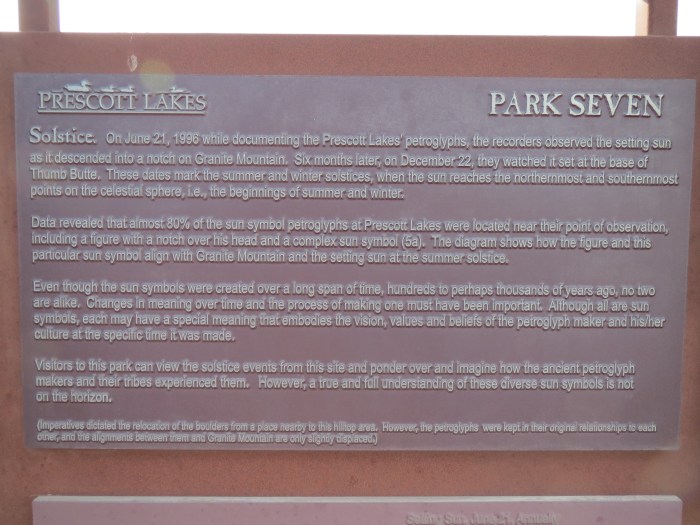 PRESCOTT LAKES
PARK SEVEN
Solstice. On June 21, 1996 while documenting the Prescott Lakes' petroglyphs, the recorders observed the setting sun
as it descended into a notch on Granite Mountain. Six months later, on December 22, they watched it set at the base of
Thumb Butte. These dates mark the summer and winter solstices, when the sun reaches the northernmost and southernmost
points on the celestial sphere, i.e., the beginnings of summer and winter.
Data revealed that almost 80% of the sun symbol petroglyphs at Prescott Lakes were located near their point of observation,
including a figure with a notch over his head and a complex sun symbol (5a). The diagram shows how the figure and this
particular sun symbol align with Granite Mountain and the setting sun at the summer solstice.
Even though the sun symbols were created over a long span of time, hundreds to perhaps thousands of years ago, no two
are alike. Changes in meaning over time and the process of making one must have been important. Although all are sun
symbols, each may have a special meaning that embodies the vision, values and beliefs of the petroglyph maker and his/her
culture at the specific time it was made.
Visitors to this park can view the solstice events from this site and ponder over and imagine how the ancient petroglyph
makers and their tribes experienced them. However, a true and full understanding of these diverse sun symbols is not
on the horizon.
(Imperatives dictated the relocation of the boulders from a place nearby to this hilltop area. However, the petroglyphs were kept in their original relationships to each
other, and the alignments between them and Granite Mountain are only slightly displaced.)
Setting Sun, June 21, Annually